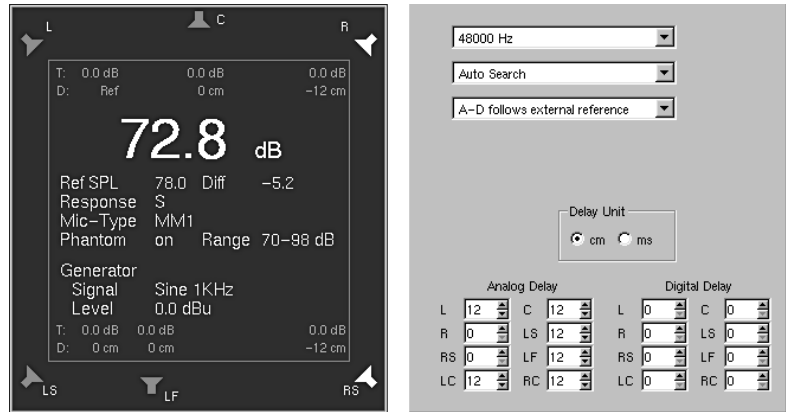 L C R
T: 0.0 dB 0.0 dB 0.0 dB
D: Ref 0 cm −12 cm
72.8 dB
Ref SPL 78.0 Diff −5.2
Response S
Mic−Type MM1
Phantom on Range 70−98 dB
Generator
Signal Sine 1KHz
Level 0.0 dBu
T: 0.0 dB 0.0 dB 0.0 dB
D: 0 cm 0 cm −12 cm
LS LF RS
48000 Hz
Auto Search
A−D follows external reference
Delay Unit
cm ms
Analog Delay Digital Delay
L 12 C 12 L 0 C 0
R 0 LS 12 R 0 LS 0
RS 0 LF 12 RS 0 LF 0
LC 12 RC 12 LC 0 RC 0